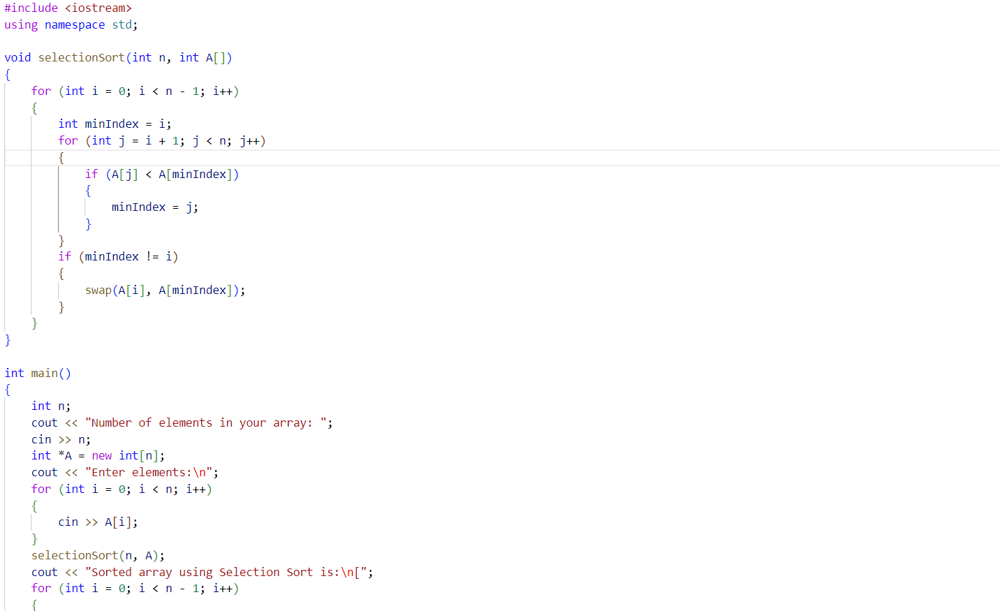 #include <iostream>
using namespace std;

void selectionSort(int n, int A[])
{
    for (int i = 0; i < n - 1; i++)
    {
        int minIndex = i;
        for (int j = i + 1; j < n; j++)
        {
            if (A[j] < A[minIndex])
            {
                minIndex = j;
            }
        }
        if (minIndex != i)
        {
            swap(A[i], A[minIndex]);
        }
    }
}

int main()
{
    int n;
    cout << "Number of elements in your array: ";
    cin >> n;
    int *A = new int[n];
    cout << "Enter elements:\n";
    for (int i = 0; i < n; i++)
    {
        cin >> A[i];
    }
    selectionSort(n, A);
    cout << "Sorted array using Selection Sort is:\n[";
    for (int i = 0; i < n - 1; i++)
    {